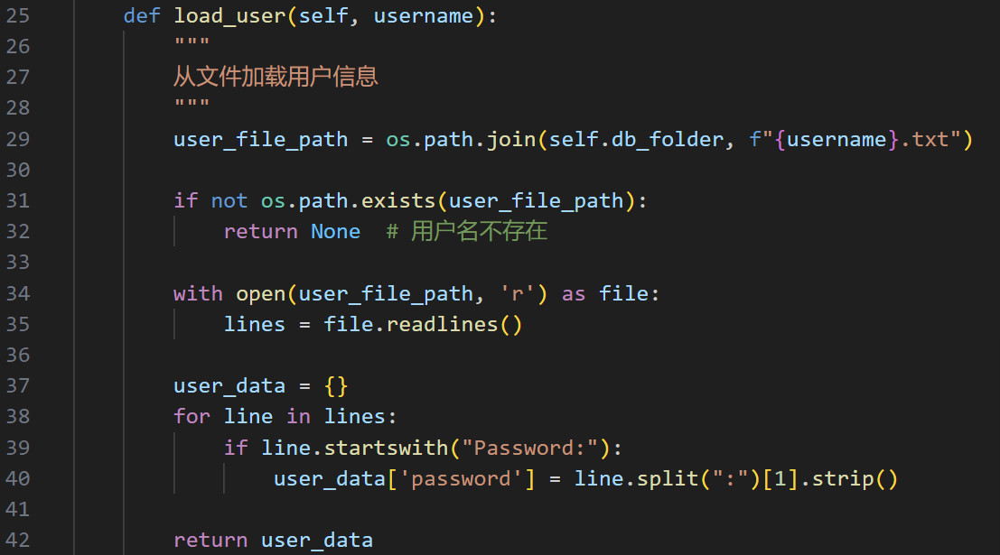 25 def load_user(self, username):
26 """
27 从文件加载用户信息
28 """
29 user_file_path = os.path.join(self.db_folder, f"{username}.txt")
30
31 if not os.path.exists(user_file_path):
32 return None  # 用户名不存在
33
34 with open(user_file_path, 'r') as file:
35 lines = file.readlines()
36
37 user_data = {}
38 for line in lines:
39 if line.startswith("Password:"):
40 user_data['password'] = line.split(":")[1].strip()
41
42 return user_data